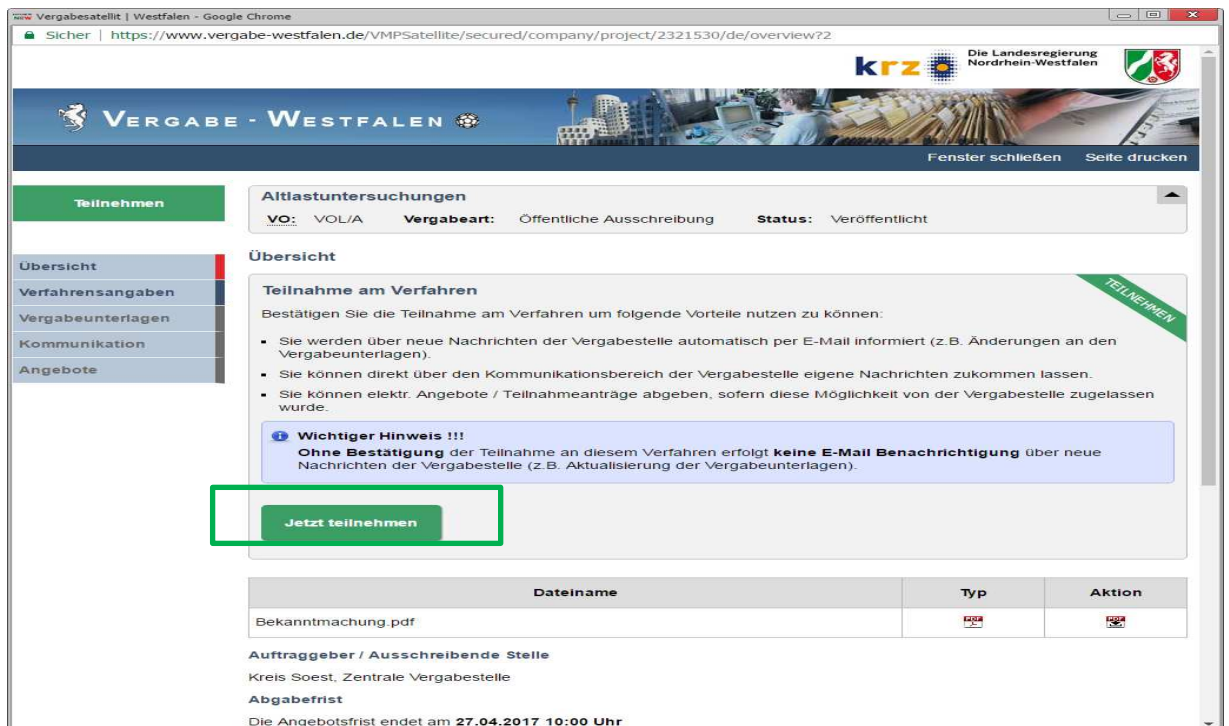 Vergabesatellit | Westfalen - Google Chrome
Sicher | https://www.vergabe-westfalen.de/VMPSatellite/secured/company/project/2321530/de/overview?2
krz
Die Landesregierung
Nordrhein-Westfalen
VERGABE - WESTFALEN
Fenster schließen Seite drucken
Teilnehmen
Altlastuntersuchungen
VO: VOL/A Vergabeart: Öffentliche Ausschreibung Status: Veröffentlicht
Übersicht
Verfahrensangaben
Vergabeunterlagen
Kommunikation
Angebote
Übersicht
Teilnahme am Verfahren
TEILNEHMEN
Bestätigen Sie die Teilnahme am Verfahren um folgende Vorteile nutzen zu können:
Sie werden über neue Nachrichten der Vergabestelle automatisch per E-Mail informiert (z.B. Änderungen an den
Vergabeunterlagen).
Sie können direkt über den Kommunikationsbereich der Vergabestelle eigene Nachrichten zukommen lassen.
Sie können elektr. Angebote / Teilnahmeanträge abgeben, sofern diese Möglichkeit von der Vergabestelle zugelassen
wurde.
Wichtiger Hinweis !!!
Ohne Bestätigung der Teilnahme an diesem Verfahren erfolgt keine E-Mail Benachrichtigung über neue
Nachrichten der Vergabestelle (z.B. Aktualisierung der Vergabeunterlagen).
Jetzt teilnehmen
Dateiname Typ Aktion
Bekanntmachung.pdf PDF PDF
Auftraggeber / Ausschreibende Stelle
Kreis Soest, Zentrale Vergabestelle
Abgabefrist
Die Angebotsfrist endet am 27.04.2017 10:00 Uhr